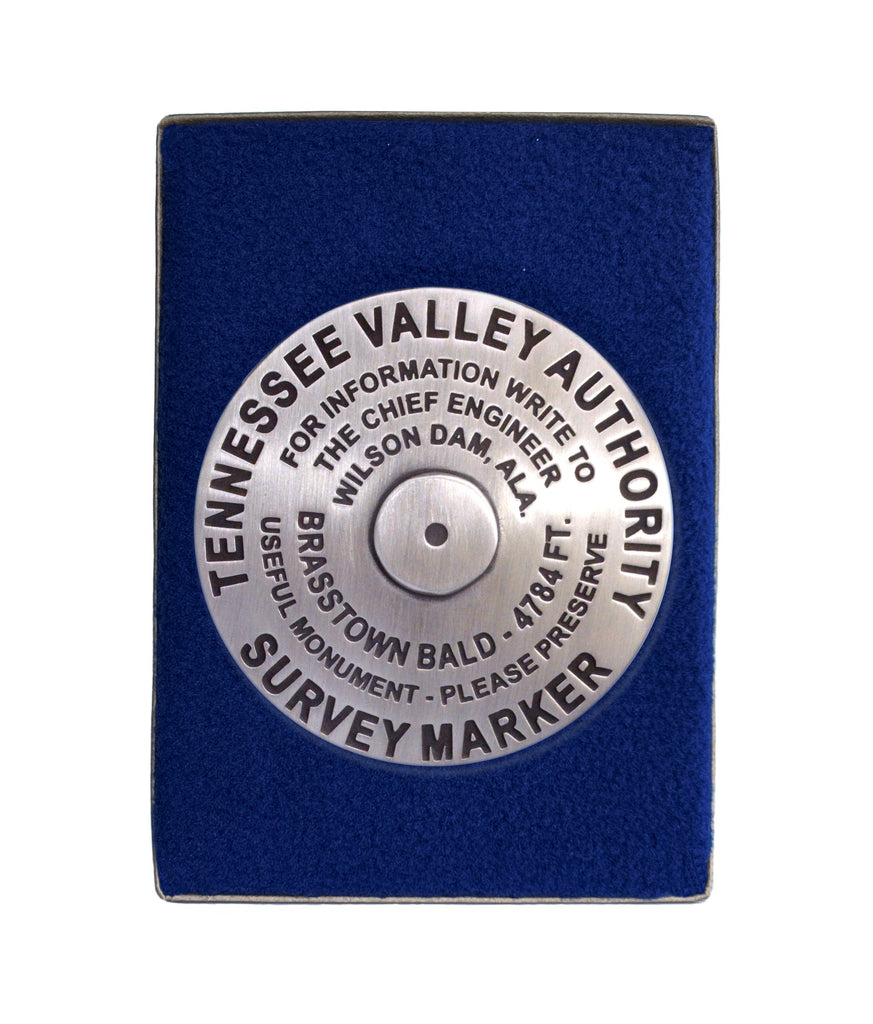 TENNESSEE VALLEY AUTHORITY
FOR INFORMATION WRITE TO
THE CHIEF ENGINEER
WILSON DAM, ALA.
BRASSTOWN BALD - 4784 FT.
USEFUL MONUMENT - PLEASE PRESERVE
SURVEY MARKER